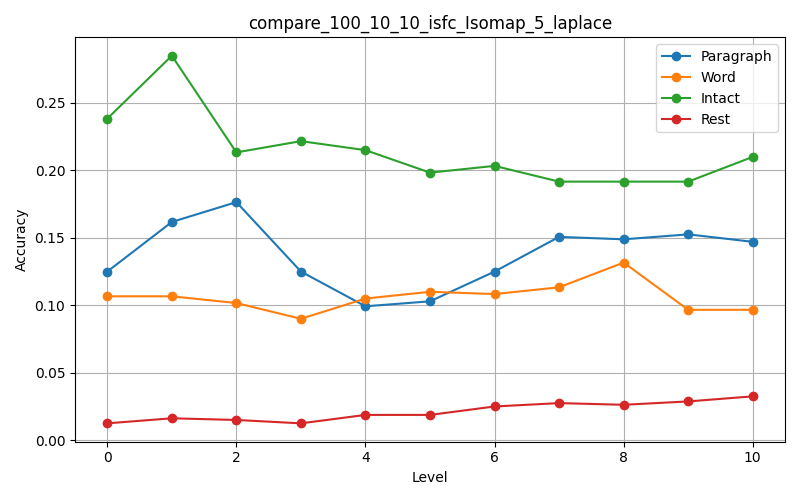 compare_100_10_10_isfc_Isomap_5_laplace
Paragraph
Word
Intact
Rest
Accuracy
0.25
0.20
0.15
0.10
0.05
0.00
0 2 4 6 8 10
Level